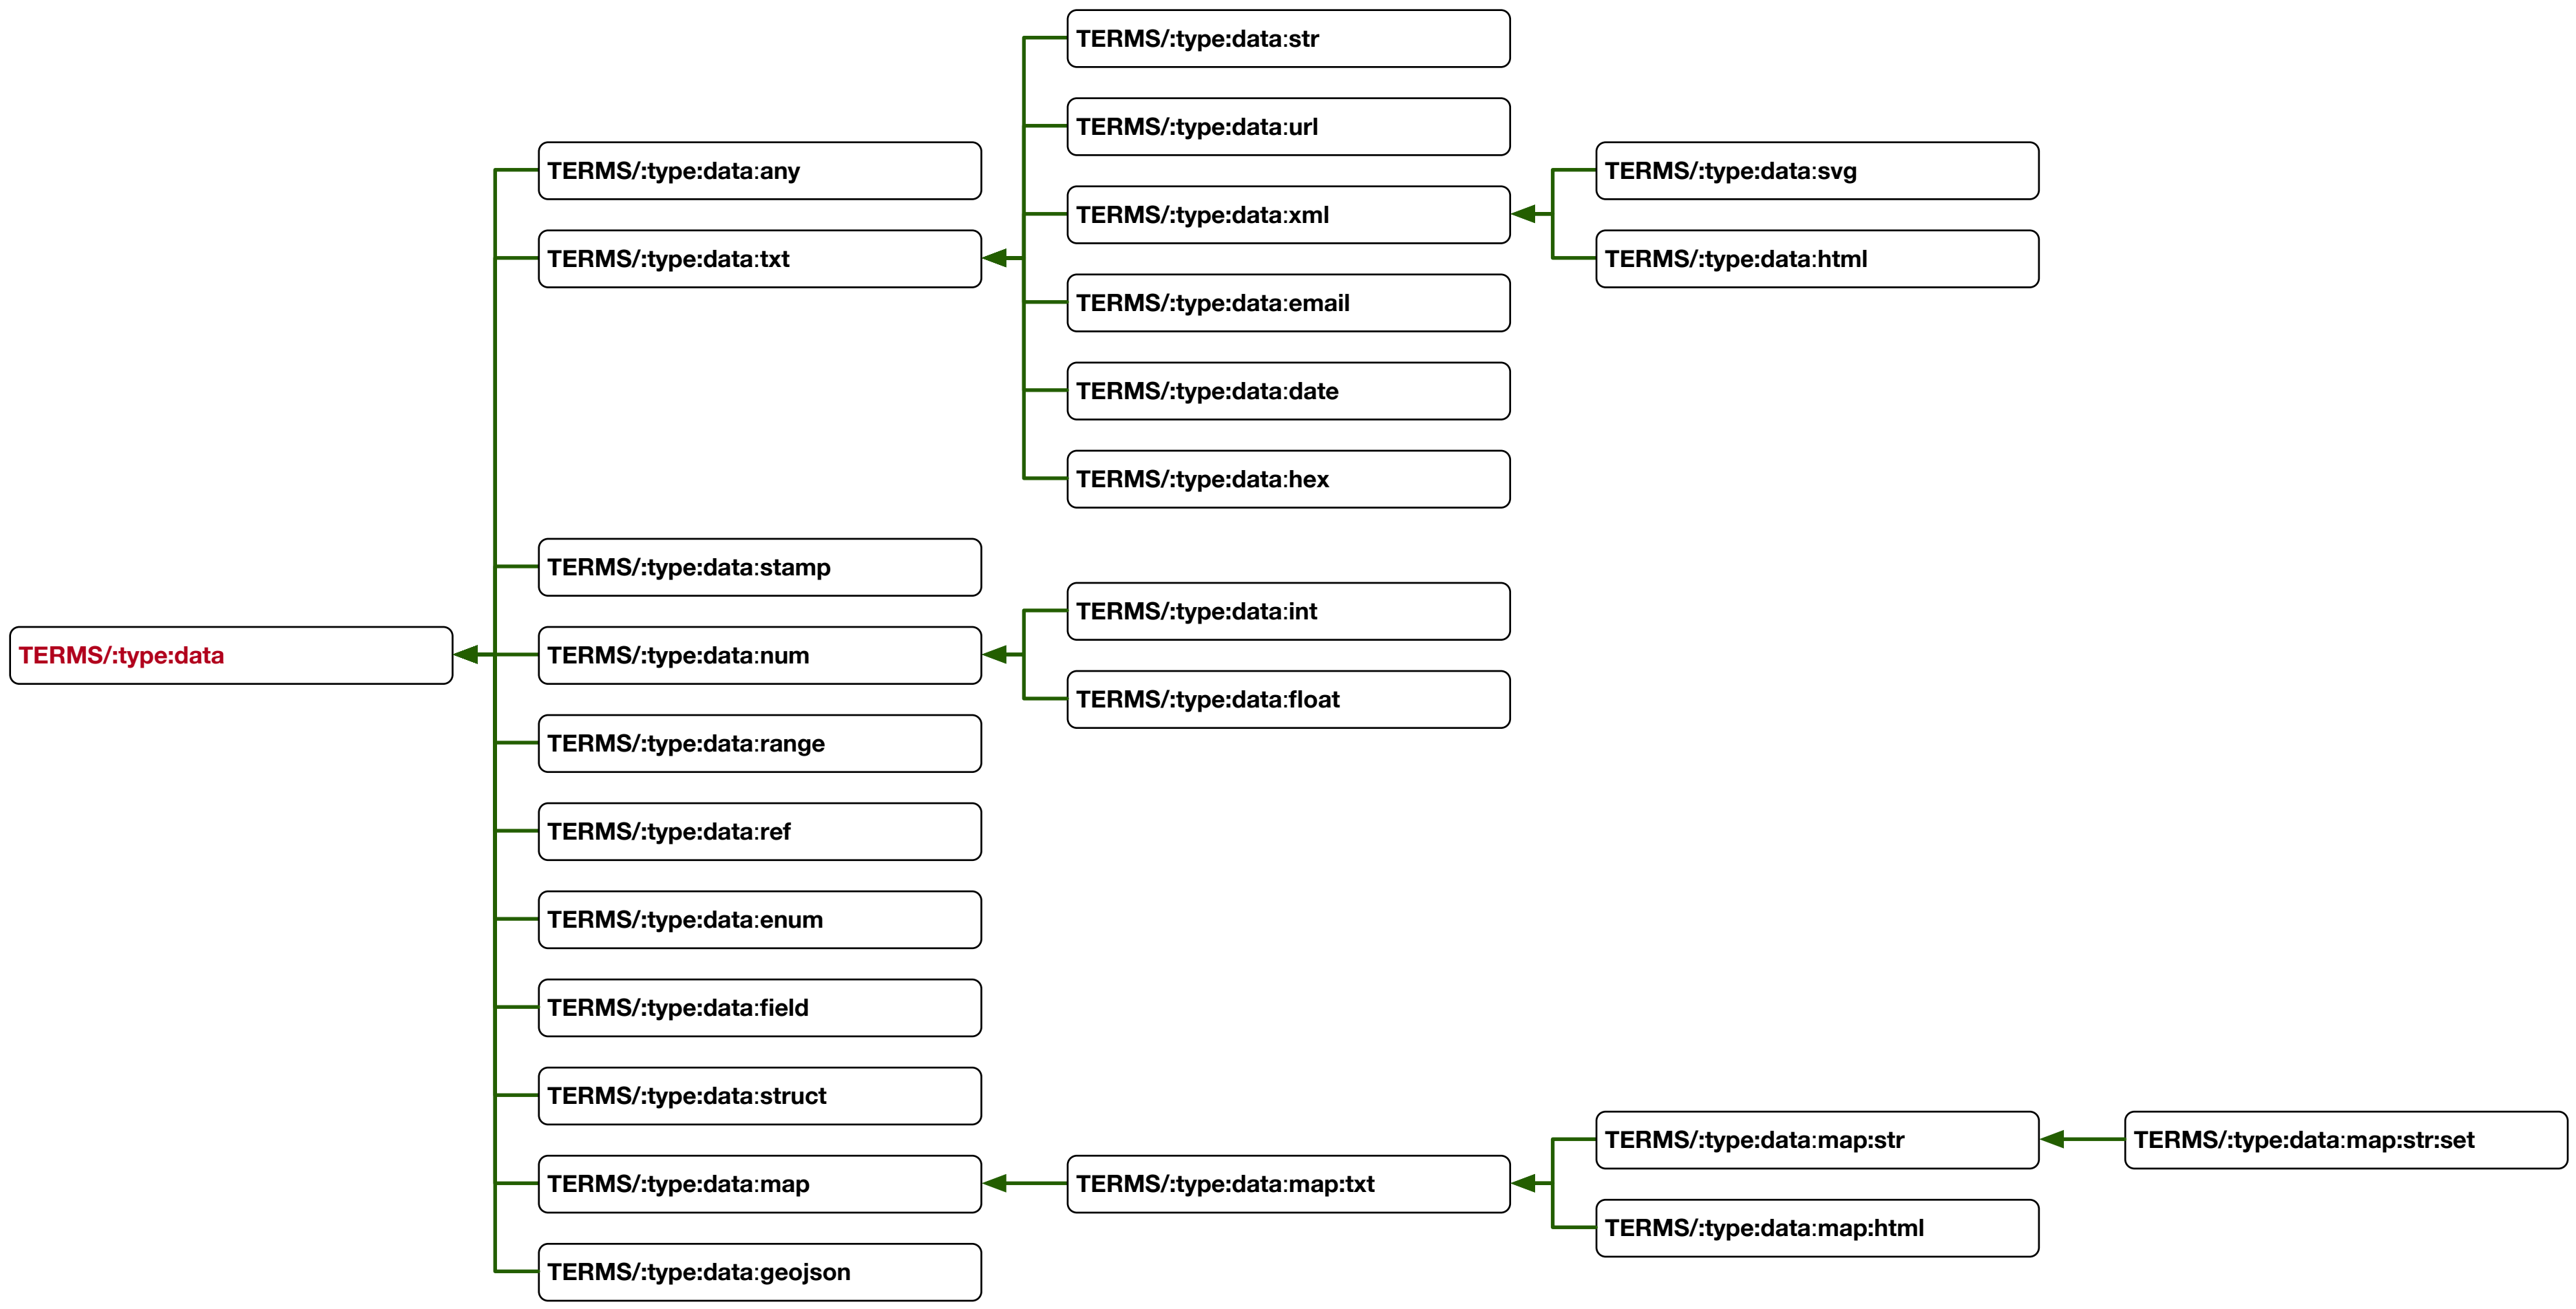 TERMS/:type:data:str
TERMS/:type:data:url
TERMS/:type:data:any
TERMS/:type:data:svg
TERMS/:type:data:xml
TERMS/:type:data:txt
TERMS/:type:data:html
TERMS/:type:data:email
TERMS/:type:data:date
TERMS/:type:data:hex
TERMS/:type:data:stamp
TERMS/:type:data:int
TERMS/:type:data
TERMS/:type:data:num
TERMS/:type:data:float
TERMS/:type:data:range
TERMS/:type:data:ref
TERMS/:type:data:enum
TERMS/:type:data:field
TERMS/:type:data:struct
TERMS/:type:data:map:str
TERMS/:type:data:map:str:set
TERMS/:type:data:map
TERMS/:type:data:map:txt
TERMS/:type:data:map:html
TERMS/:type:data:geojson